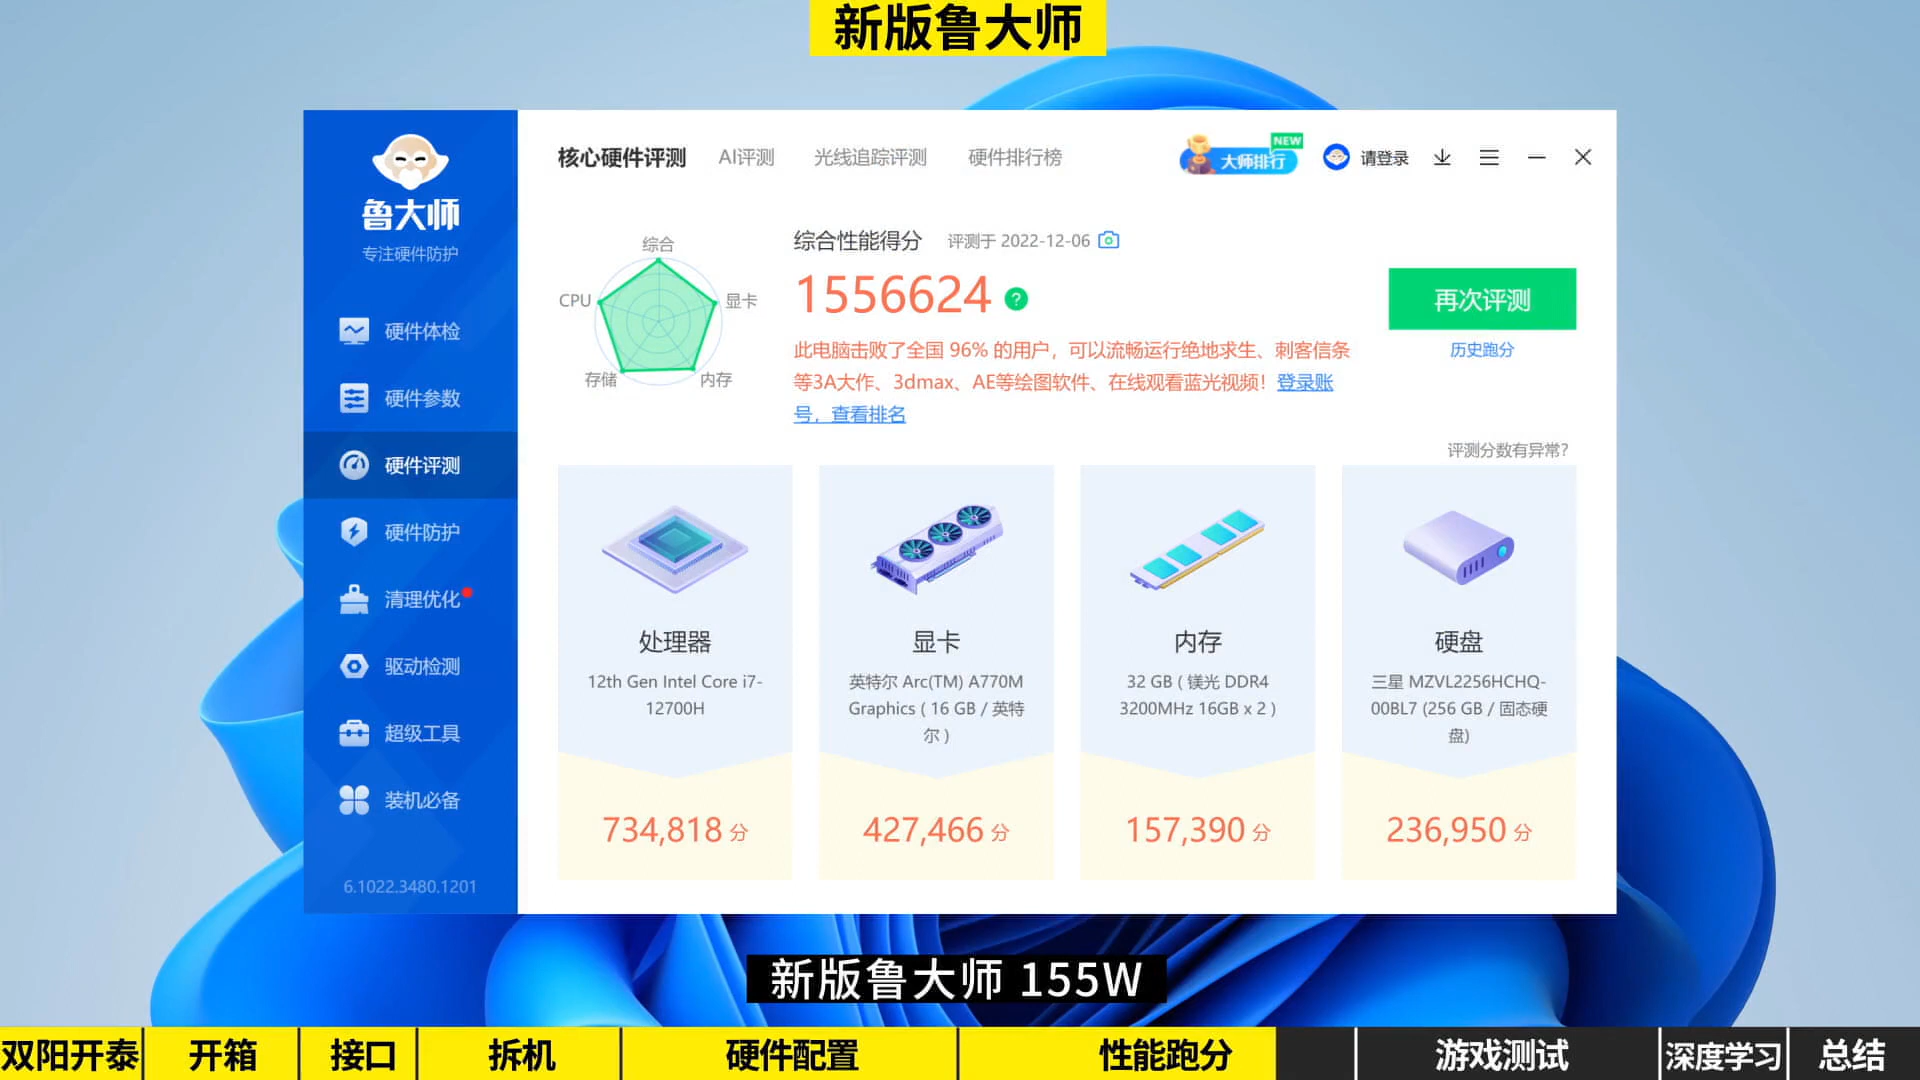 新版鲁大师
鲁大师
专注硬件防护
硬件体检
硬件参数
硬件评测
硬件防护
清理优化
驱动检测
超级工具
装机必备
6.1022.3480.1201
核心硬件评测 AI评测 光线追踪评测 硬件排行榜 大师排行 NEW 请登录
综合
CPU
显卡
存储
内存
综合性能得分 评测于 2022-12-06
1556624 ?
此电脑击败了全国 96% 的用户，可以流畅运行绝地求生、刺客信条
等3A大作、3dmax、AE等绘图软件、在线观看蓝光视频！登录账
号，查看排名
再次评测
历史跑分
评测分数有异常?
处理器
12th Gen Intel Core i7-
12700H
734,818 分
显卡
英特尔 Arc(TM) A770M
Graphics ( 16 GB / 英特
尔 )
427,466 分
内存
32 GB ( 镁光 DDR4
3200MHz 16GB x 2 )
157,390 分
硬盘
三星 MZVL2256HCHQ-
00BL7 (256 GB / 固态硬
盘)
236,950 分
新版鲁大师 155W
双阳开泰 开箱 接口 拆机 硬件配置 性能跑分 游戏测试 深度学习 总结